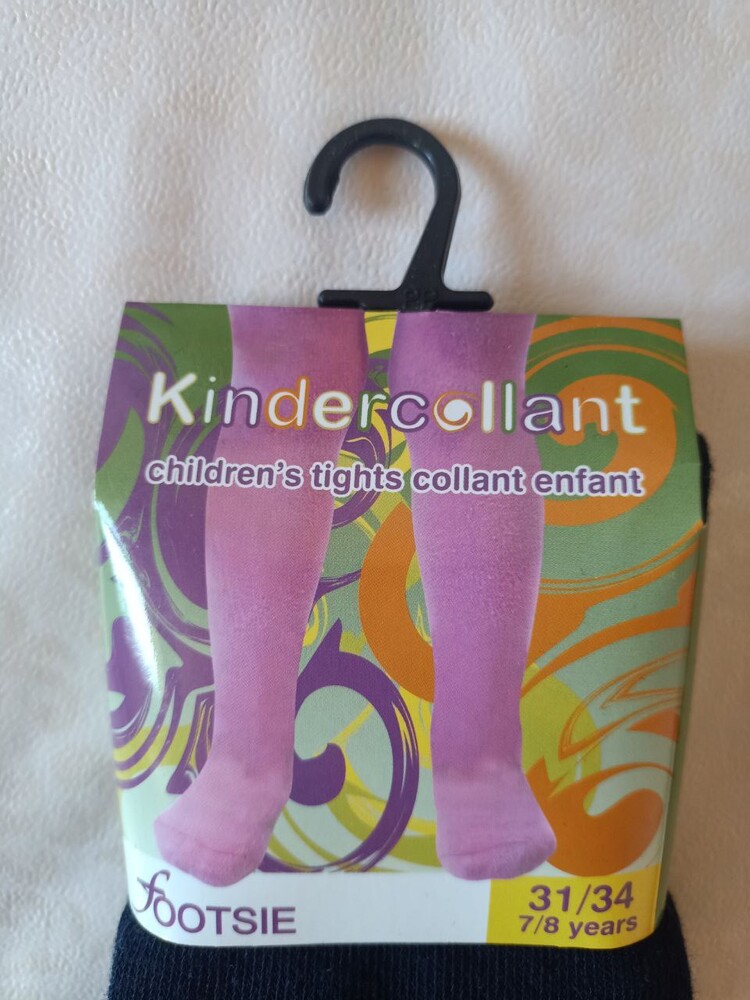 Kindercollant
children's tights collant enfant
fOOTSIE
31/34
7/8 years